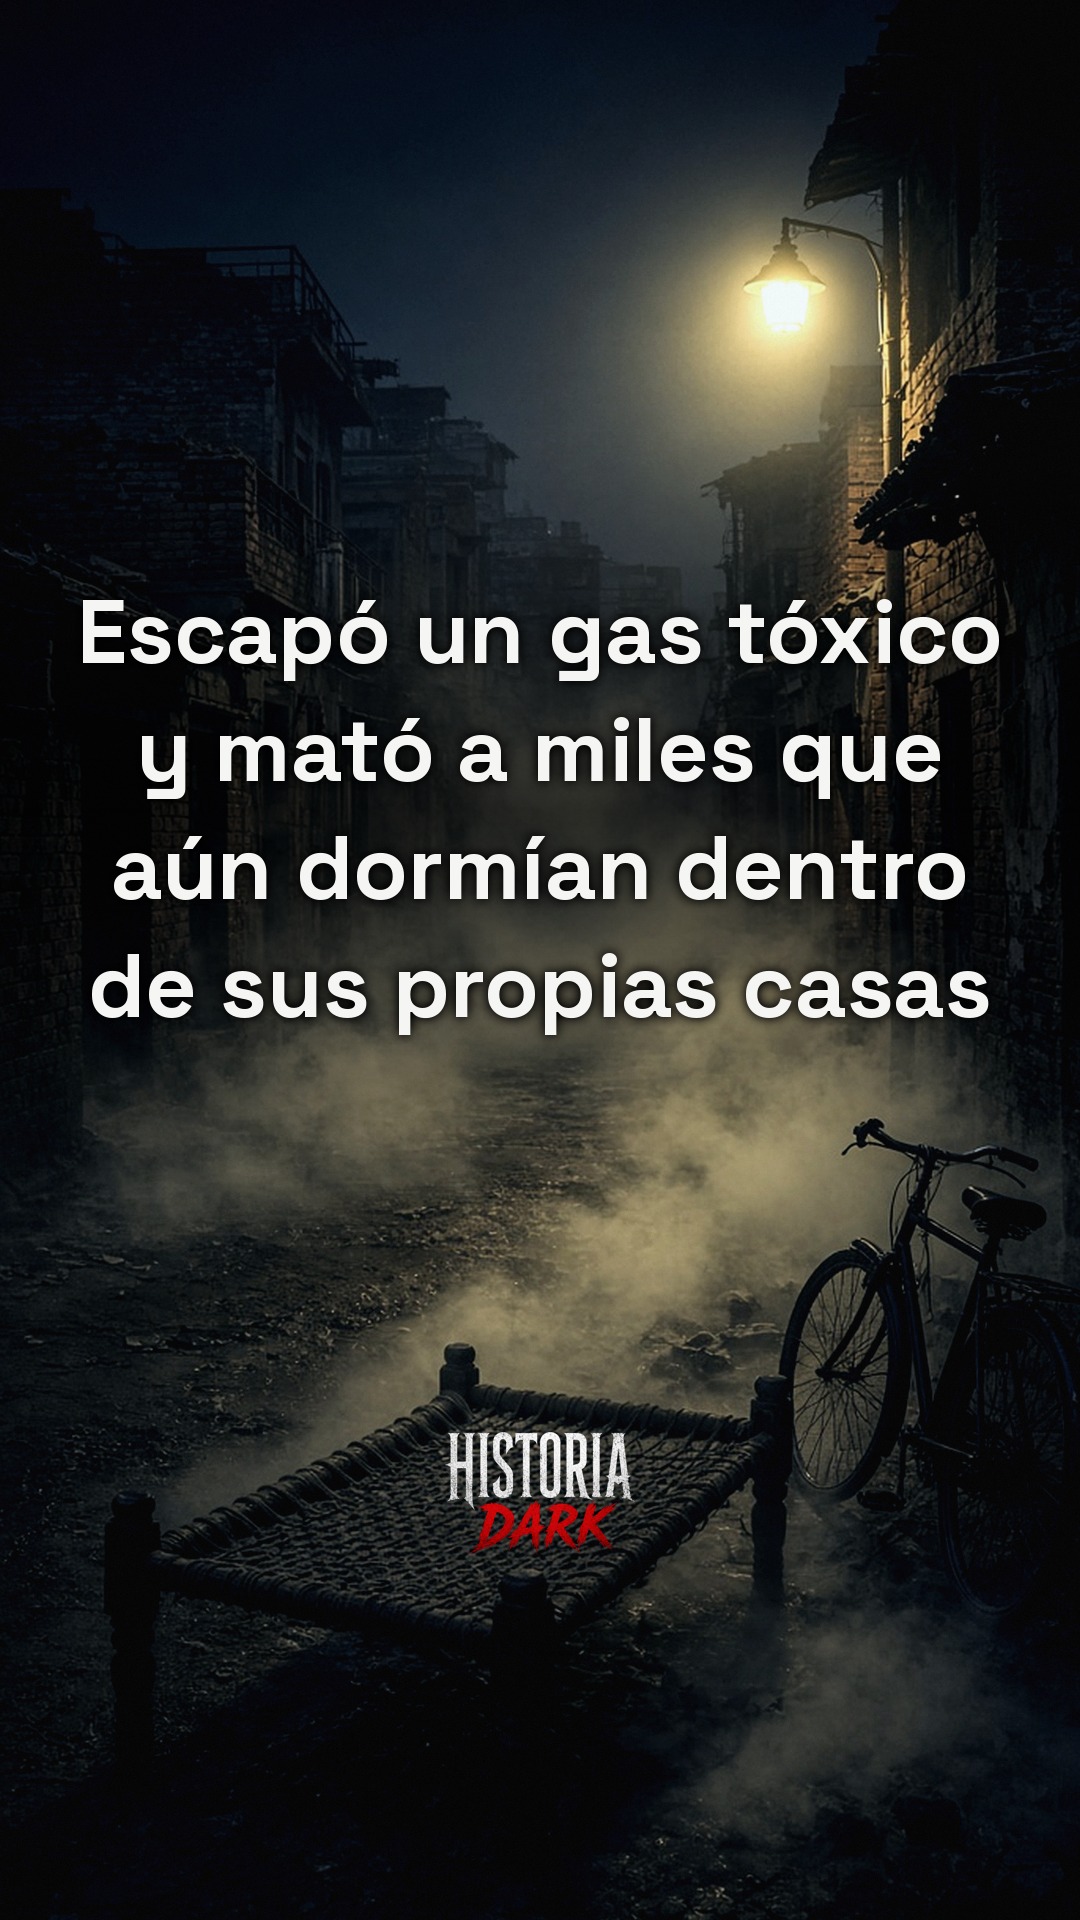 Escapó un gas tóxico
y mató a miles que
aún dormían dentro
de sus propias casas
HISTORIA
DARK